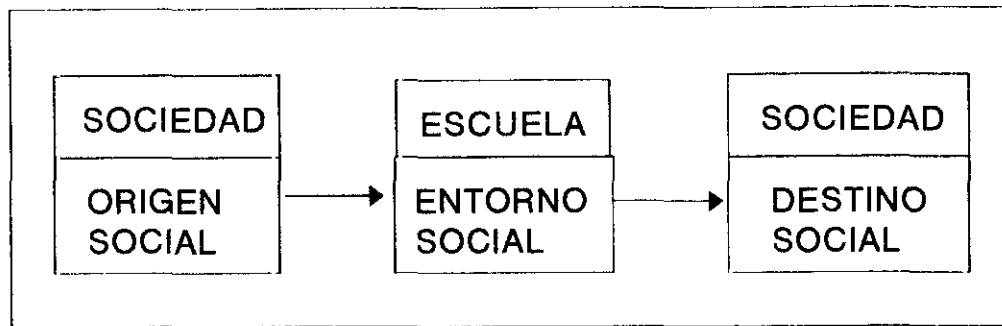 SOCIEDAD
ORIGEN
SOCIAL
ESCUELA
ENTORNO
SOCIAL
SOCIEDAD
DESTINO
SOCIAL